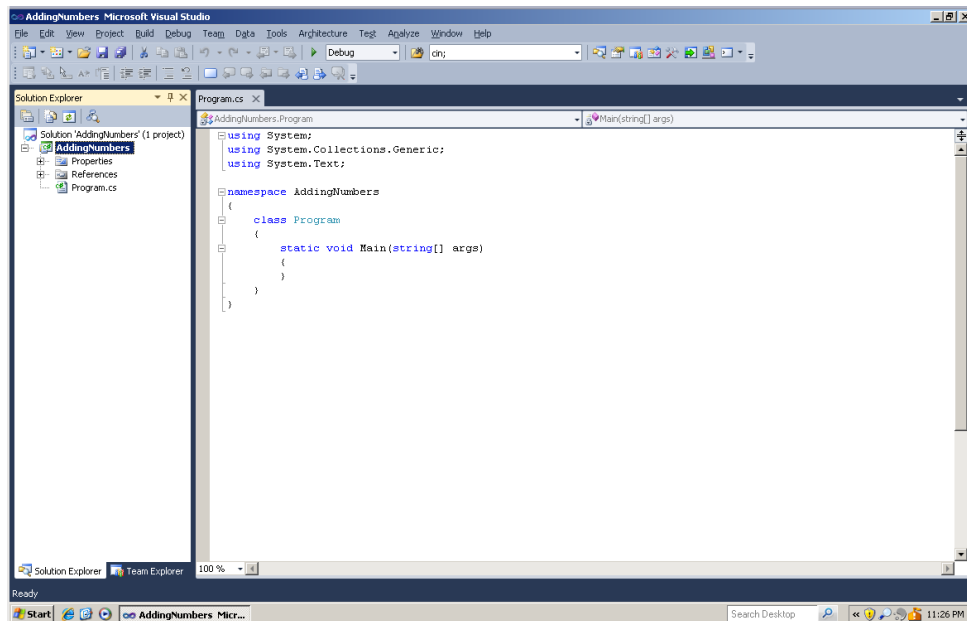 AddingNumbers Microsoft Visual Studio
File Edit View Project Build Debug Team Data Tools Architecture Test Analyze Window Help
Debug cin;
Solution Explorer
Program.cs
AddingNumbers.Program
Main(string[] args)
Solution 'AddingNumbers' (1 project)
AddingNumbers
Properties
References
Program.cs
using System;
using System.Collections.Generic;
using System.Text;
namespace AddingNumbers
{
class Program
{
static void Main(string[] args)
{
}
}
}
Solution Explorer Team Explorer
100 %
Ready
Start AddingNumbers Micr... Search Desktop 11:26 PM